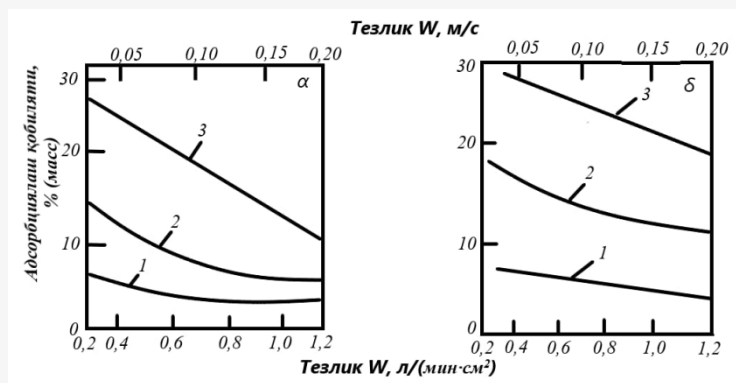 Тезлик W, м/с
0,05 0,10 0,15 0,20 0,05 0,10 0,15 0,20
30 α 30 δ
3 3
Адсорбциялаш қобиляти,
% (масс)
20 20
2 2
10 10
1 1
0 0
0,2 0,4 0,6 0,8 1,0 1,2 0,2 0,4 0,6 0,8 1,0 1,2
Тезлик W, л/(мин·см²)